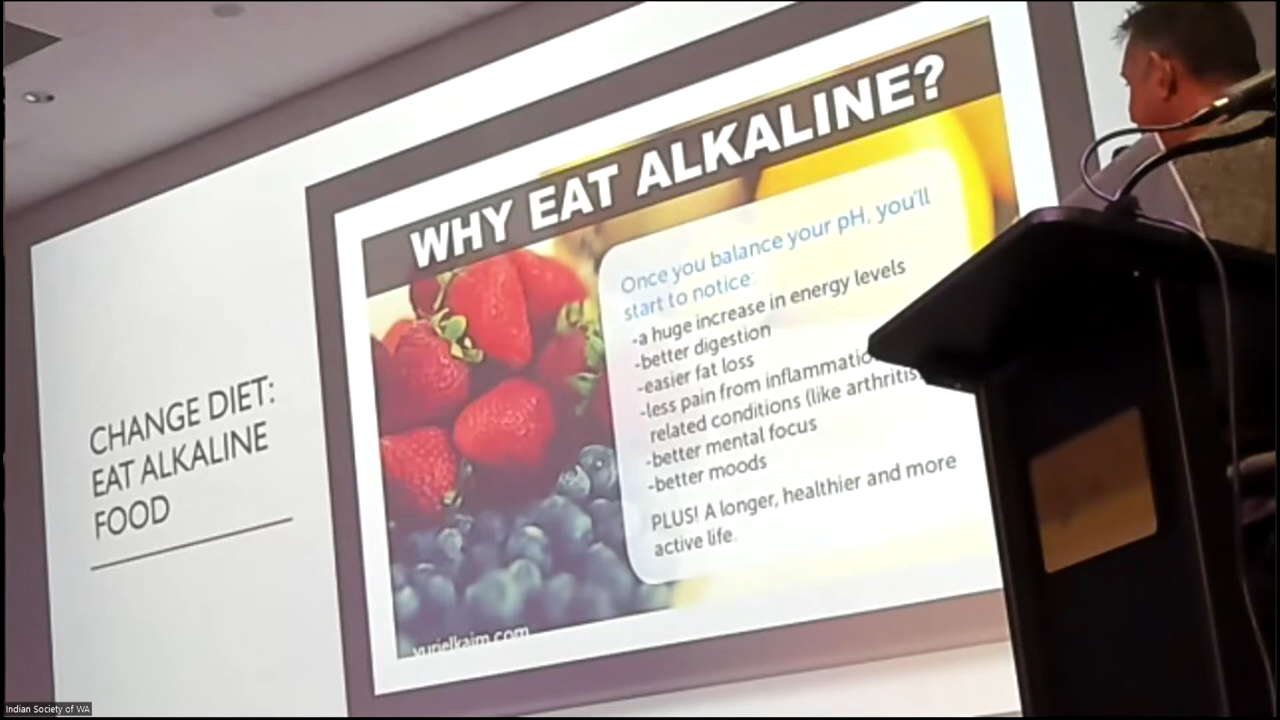 WHY EAT ALKALINE?
Once you balance your pH, you'll
start to notice:
-a huge increase in energy levels
-better digestion
-easier fat loss
-less pain from
related conditions (like
-better mental focus
-better moods
PLUS! A longer, healthier and more
active life.
yurielkaim.com
CHANGE DIET:
EAT ALKALINE
FOOD
Indian Society of WA